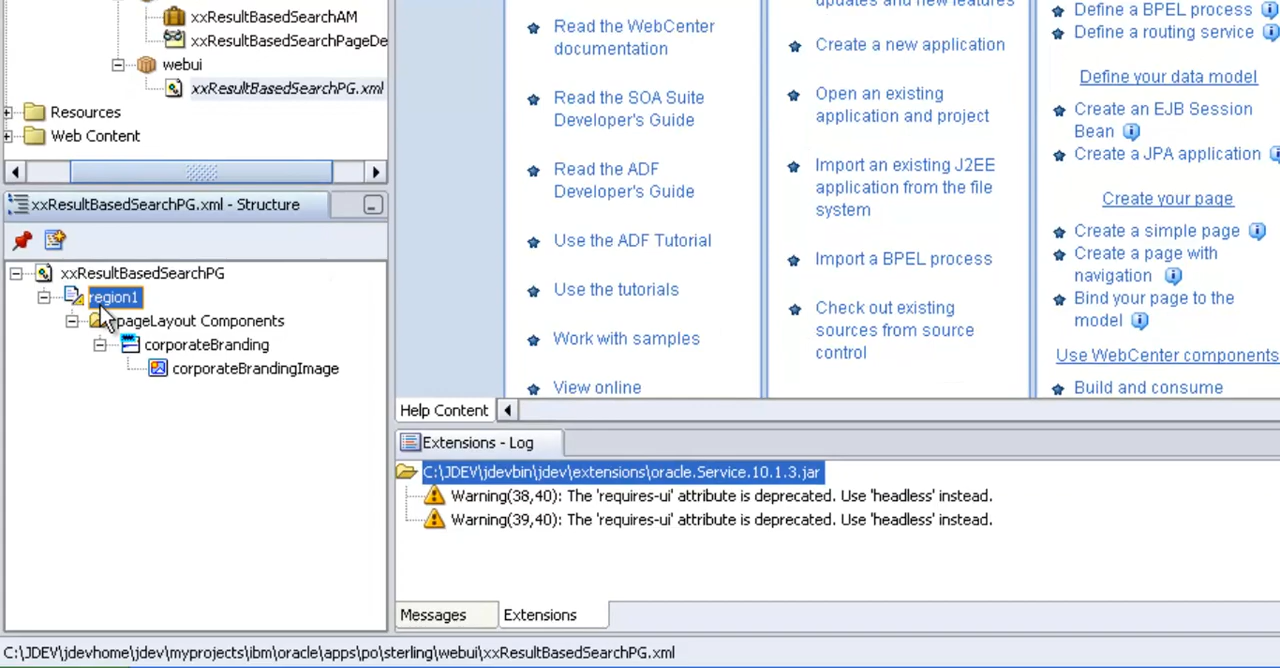 xxResultBasedSearchAM
xxResultBasedSearchPageDe
webui
xxResultBasedSearchPG.xml
Resources
Web Content
xxResultBasedSearchPG.xml - Structure
xxResultBasedSearchPG
region1
pageLayout Components
corporateBranding
corporateBrandingImage
Read the WebCenter
documentation
Read the SOA Suite
Developer's Guide
Read the ADF
Developer's Guide
Use the ADF Tutorial
Use the tutorials
Work with samples
View online
updates and new features
Create a new application
Open an existing
application and project
Import an existing J2EE
application from the file
system
Import a BPEL process
Check out existing
sources from source
control
Define a BPEL process
Define a routing service
Define your data model
Create an EJB Session
Bean
Create a JPA application
Create your page
Create a simple page
Create a page with
navigation
Bind your page to the
model
Use WebCenter components
Build and consume
Help Content
Extensions - Log
C:\JDEV\jdevbin\jdev\extensions\oracle.Service.10.1.3.jar
Warning(38,40): The 'requires-ui' attribute is deprecated. Use 'headless' instead.
Warning(39,40): The 'requires-ui' attribute is deprecated. Use 'headless' instead.
Messages
Extensions
C:\JDEV\jdevhome\jdev\myprojects\ibm\oracle\apps\po\sterling\webui\xxResultBasedSearchPG.xml